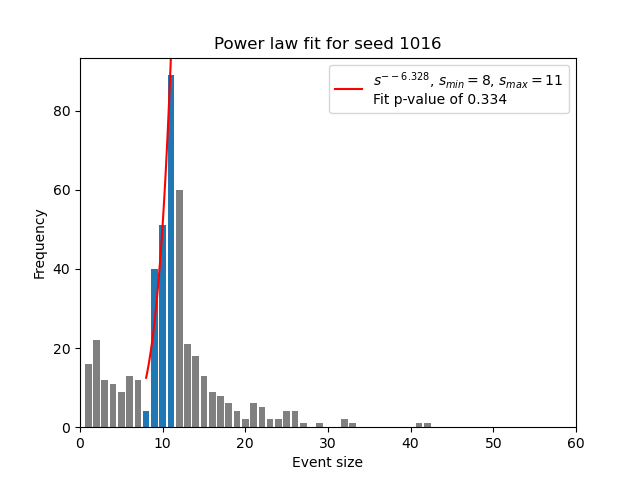 Power law fit for seed 1016
s^{--6.328}, s_{min} = 8, s_{max} = 11
Fit p-value of 0.334
Frequency
80
60
40
20
0
0 10 20 30 40 50 60
Event size